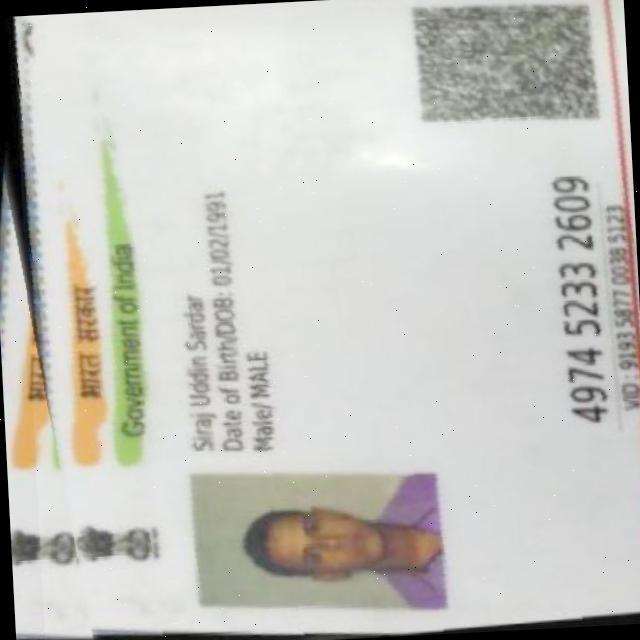 भारत
भारत सरकार
Government of India
Siraj Uddin Sardar
Date of Birth/DOB: 01/02/1991
Male/ MALE
4974 5233 2609
VID : 9193 5877 0038 5123